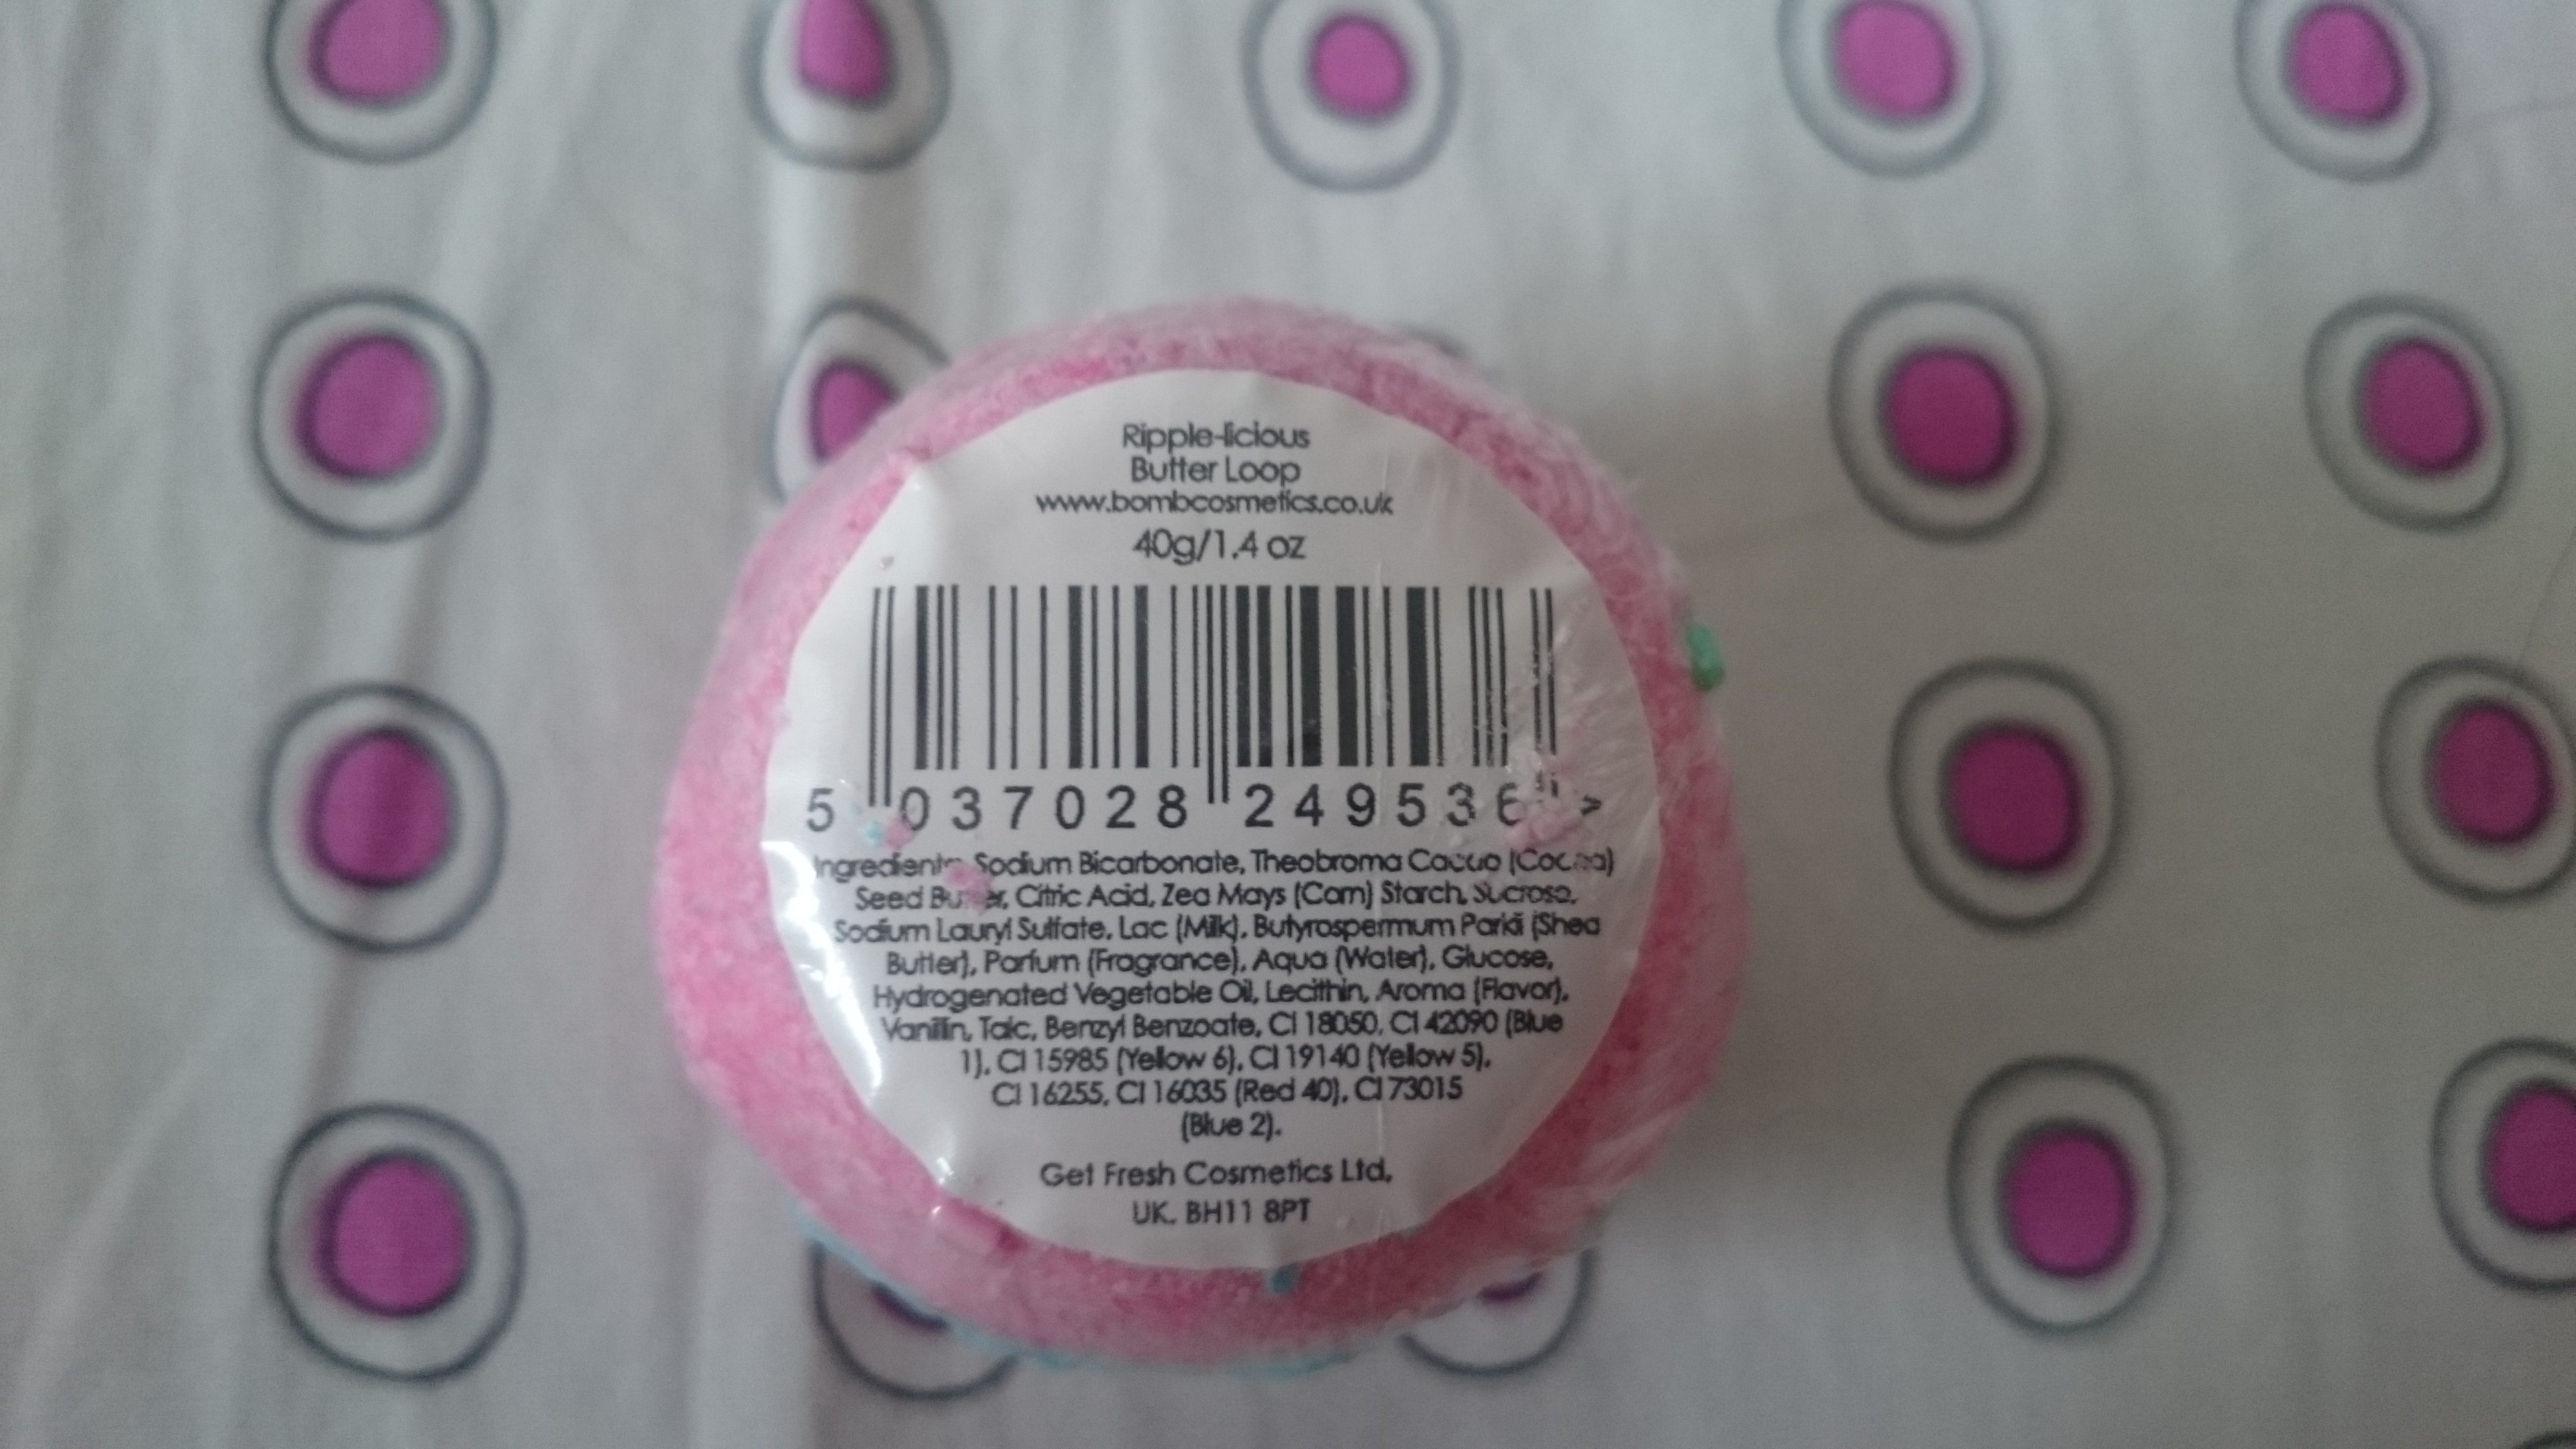 Ripple-licious
Butter Loop
www.bombcosmetics.co.uk
40g/1.4 oz
5 037028 249536 >
Ingredients: Sodium Bicarbonate, Theobroma Cacao (Cocoa)
Seed Butter, Citric Acid, Zea Mays (Corn) Starch, Sucrose,
Sodium Lauryl Sulfate, Lac (Milk), Butyrospermum Parkii (Shea
Butter), Parfum (Fragrance), Aqua (Water), Glucose,
Hydrogenated Vegetable Oil, Lecithin, Aroma (Flavor),
Vanillin, Talc, Benzyl Benzoate, CI 18050, CI 42090 (Blue
1), CI 15985 (Yellow 6), CI 19140 (Yellow 5),
CI 16255, CI 16035 (Red 40), CI 73015
(Blue 2).
Get Fresh Cosmetics Ltd,
UK. BH11 8PT